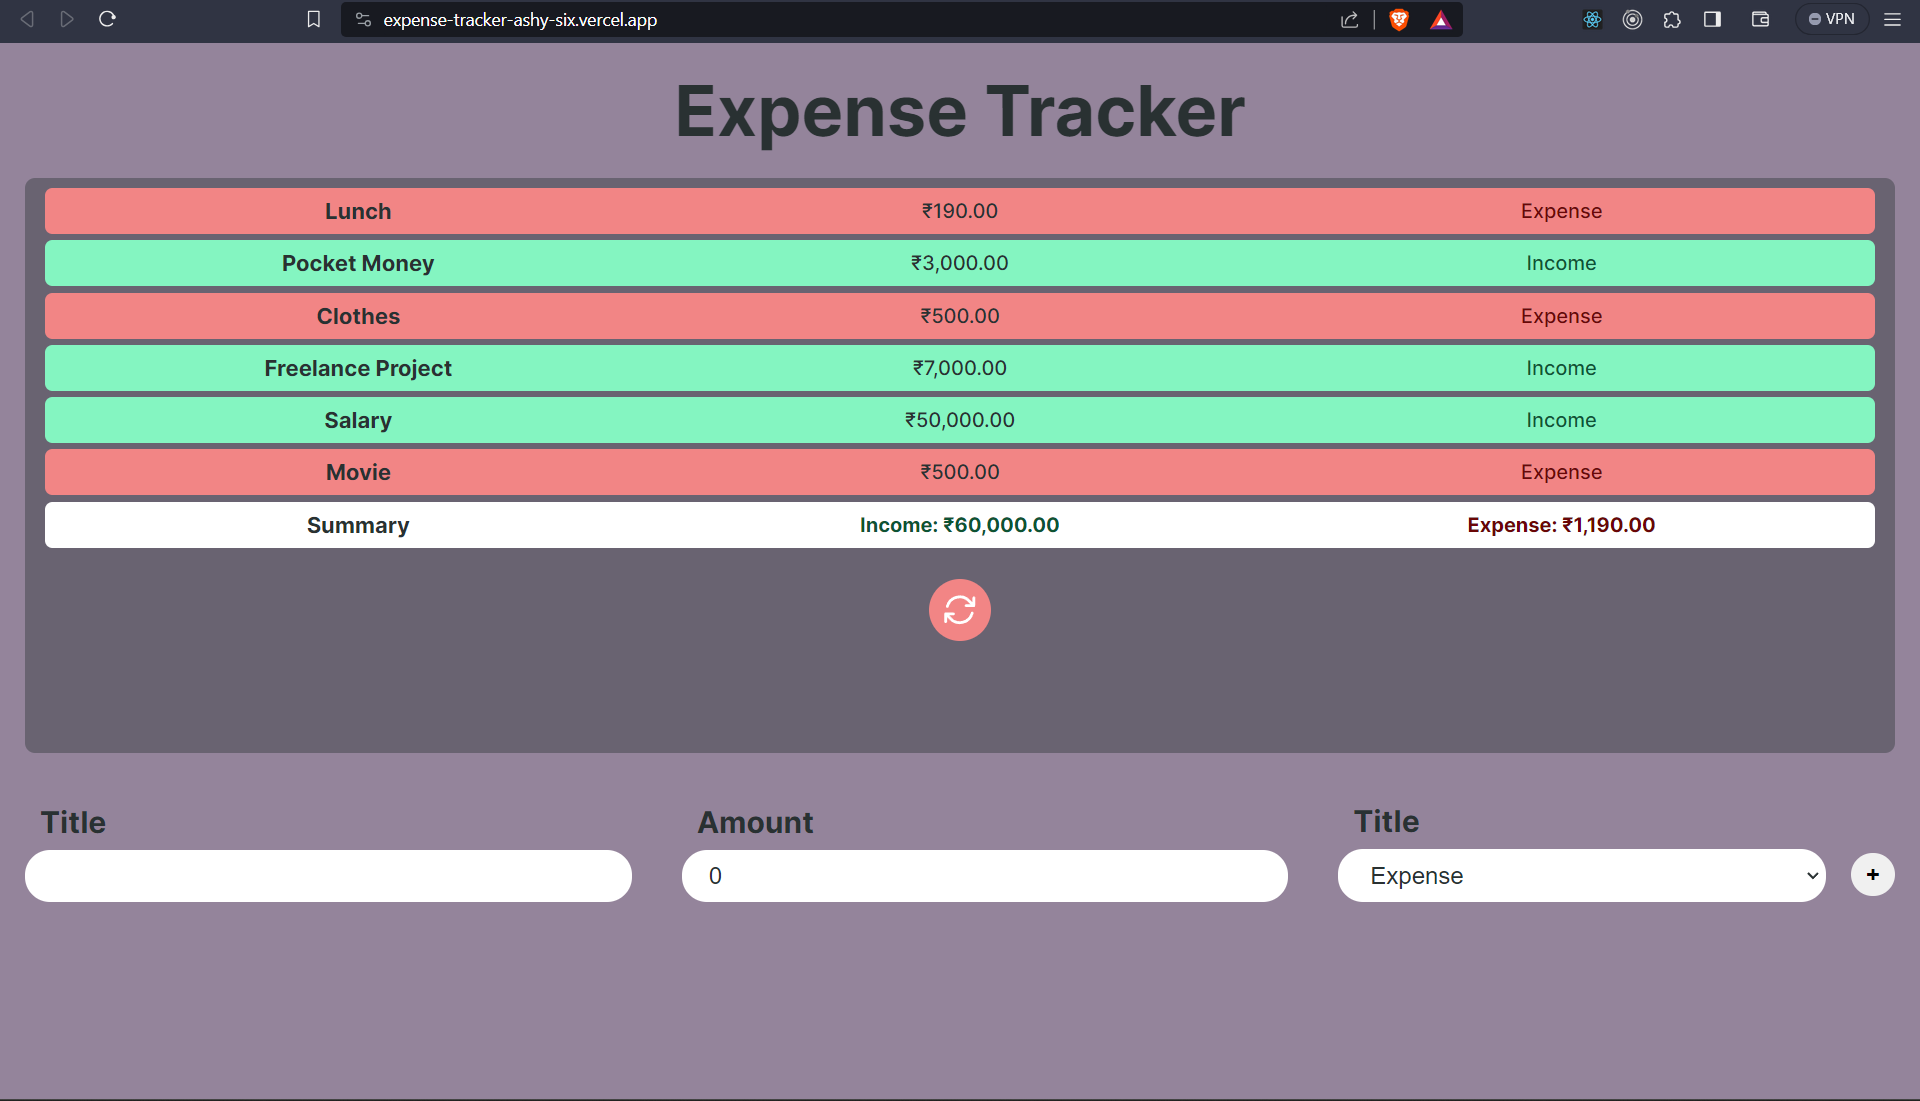 expense-tracker-ashy-six.vercel.app
VPN
Expense Tracker
Lunch ₹190.00 Expense
Pocket Money ₹3,000.00 Income
Clothes ₹500.00 Expense
Freelance Project ₹7,000.00 Income
Salary ₹50,000.00 Income
Movie ₹500.00 Expense
Summary Income: ₹60,000.00 Expense: ₹1,190.00
Title Amount Title
0 Expense +